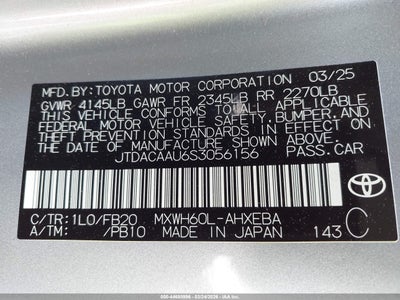 MFD.BY: TOYOTA MOTOR CORPORATION 03/25
GVWR 4145LB GAWR FR 2345LB RR 2270LB
THIS VEHICLE CONFORMS TO ALL APPLICABLE
FEDERAL MOTOR VEHICLE SAFETY, BUMPER, AND
THEFT PREVENTION STANDARDS IN EFFECT ON
THE DATE OF MANUFACTURE SHOWN ABOVE.
JTDACAAU6S3056156 PASS.CAR
TOYOTA
C/TR:1L0/FB20 MXWH60L-AHXEBA
A/TM: /PB10 MADE IN JAPAN 143 C